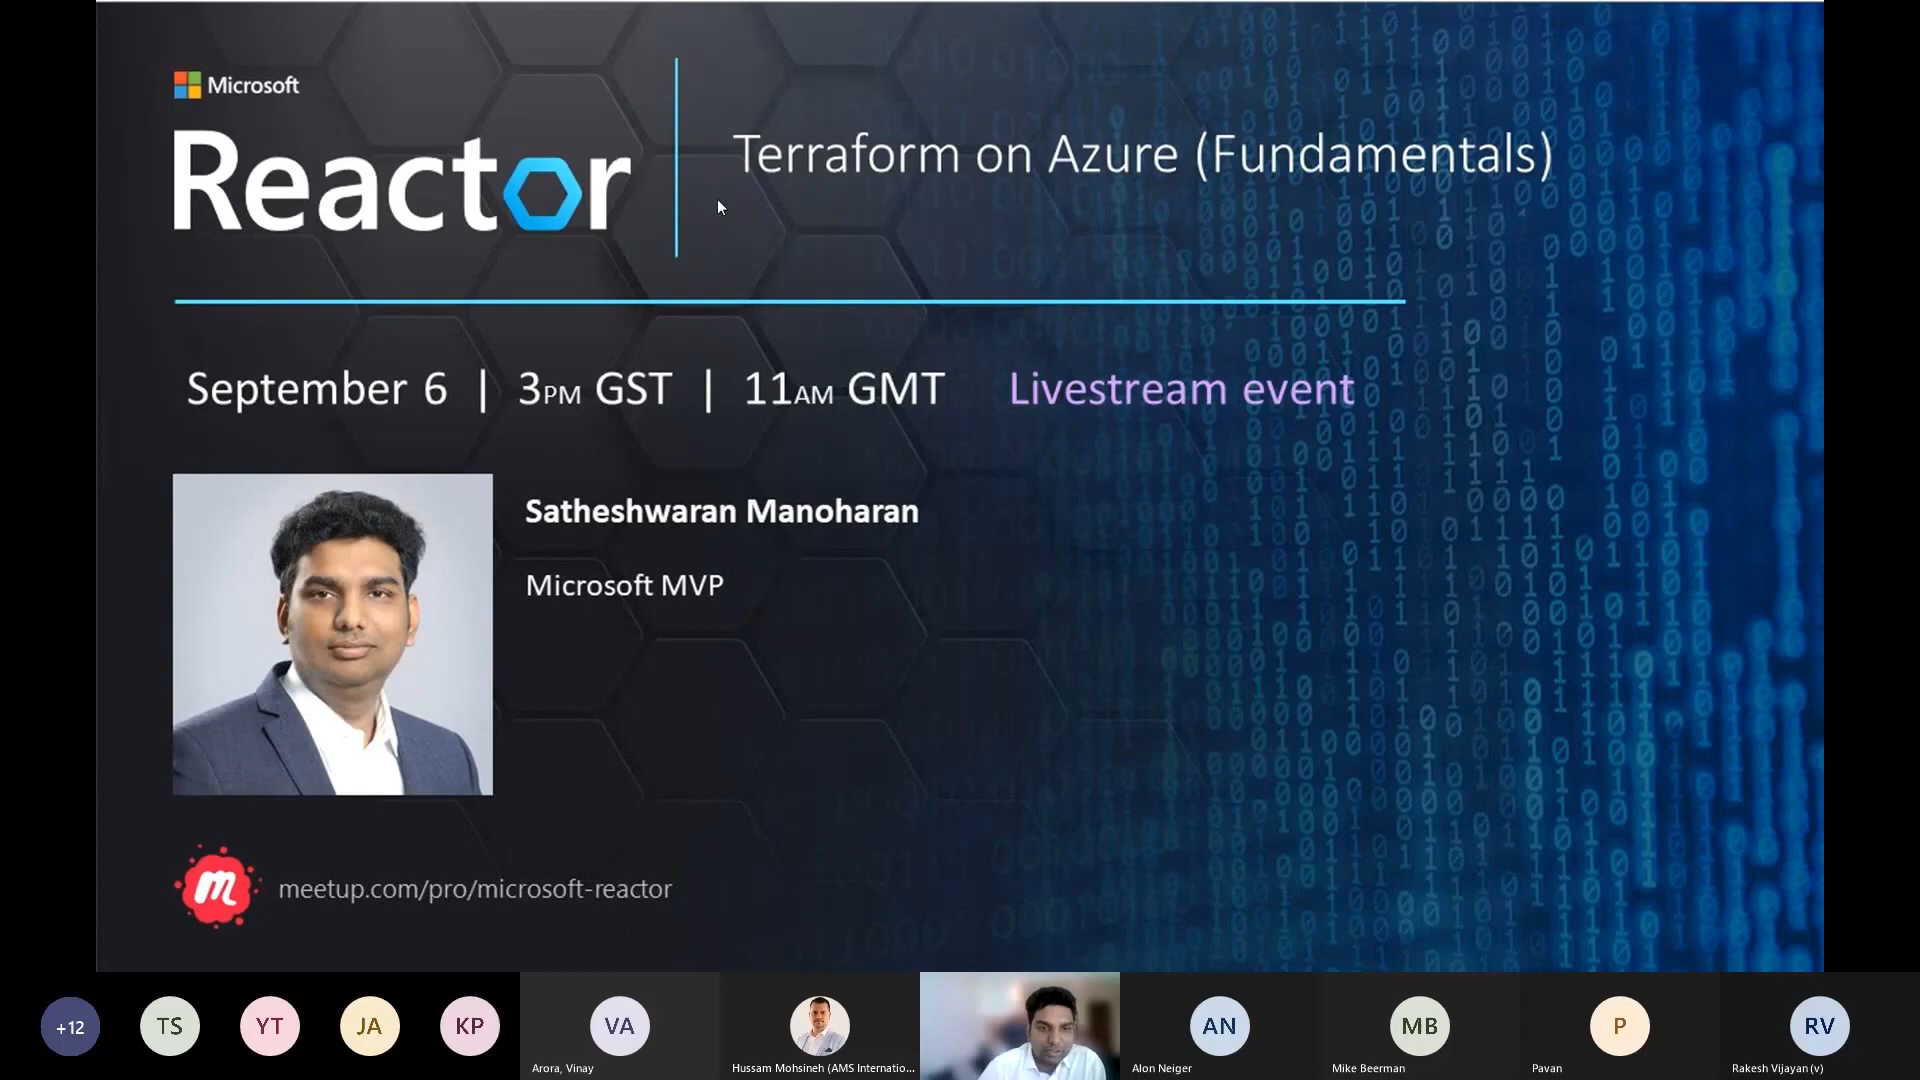 Microsoft
Reactor
Terraform on Azure (Fundamentals)
September 6 | 3PM GST | 11AM GMT Livestream event
Satheshwaran Manoharan
Microsoft MVP
m
meetup.com/pro/microsoft-reactor
+12
TS
YT
JA
KP
VA
AN
MB
P
RV
Arora, Vinay
Hussam Mohsineh (AMS Internatio...
Alon Neiger
Mike Beerman
Pavan
Rakesh Vijayan (v)